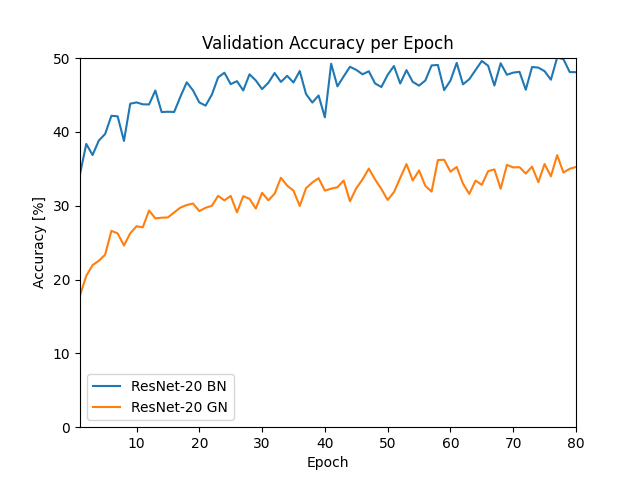 Validation Accuracy per Epoch
Accuracy [%]
50
40
30
20
10
0
ResNet-20 BN
ResNet-20 GN
10 20 30 40 50 60 70 80
Epoch